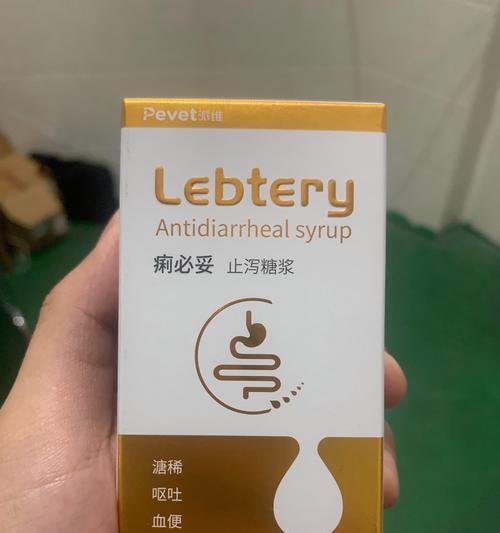 Pevet派维
Lebtery
Antidiarrheal syrup
痢必妥 止泻糖浆
溏稀
呕吐
血便